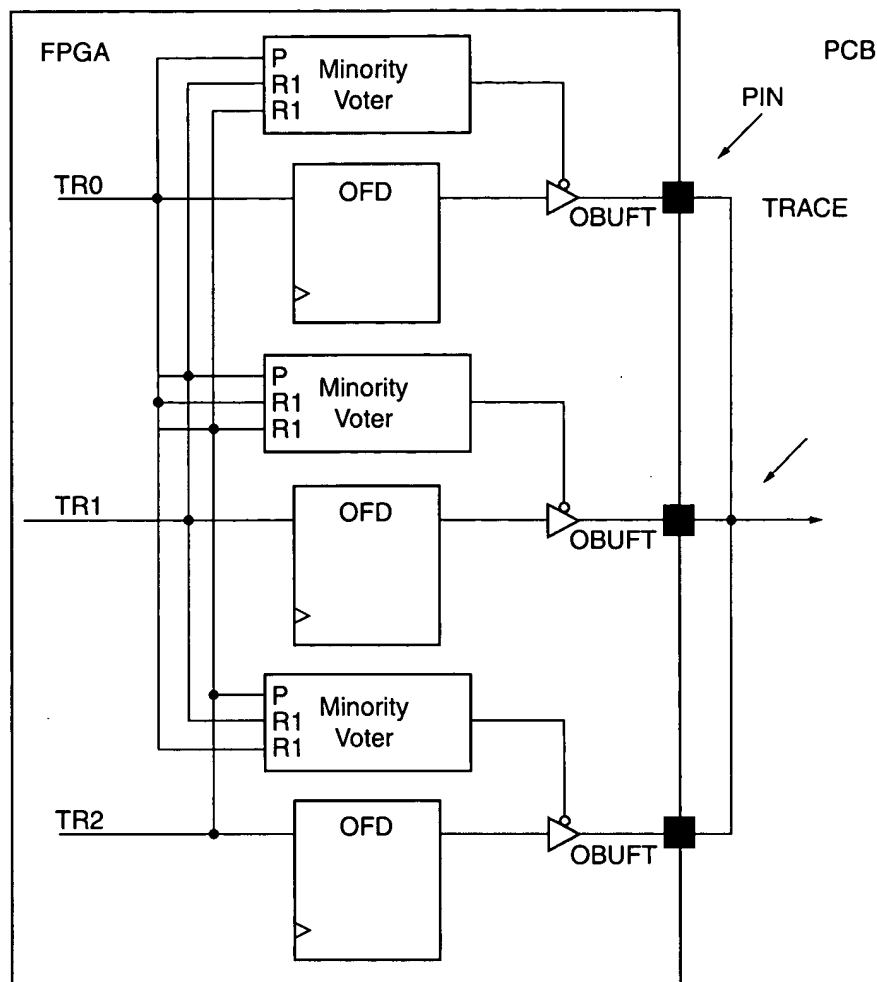 FPGA
PCB
P
R1
R1
Minority
Voter
PIN
TR0
OFD
OBUFT
TRACE
P
R1
R1
Minority
Voter
TR1
OFD
OBUFT
P
R1
R1
Minority
Voter
TR2
OFD
OBUFT